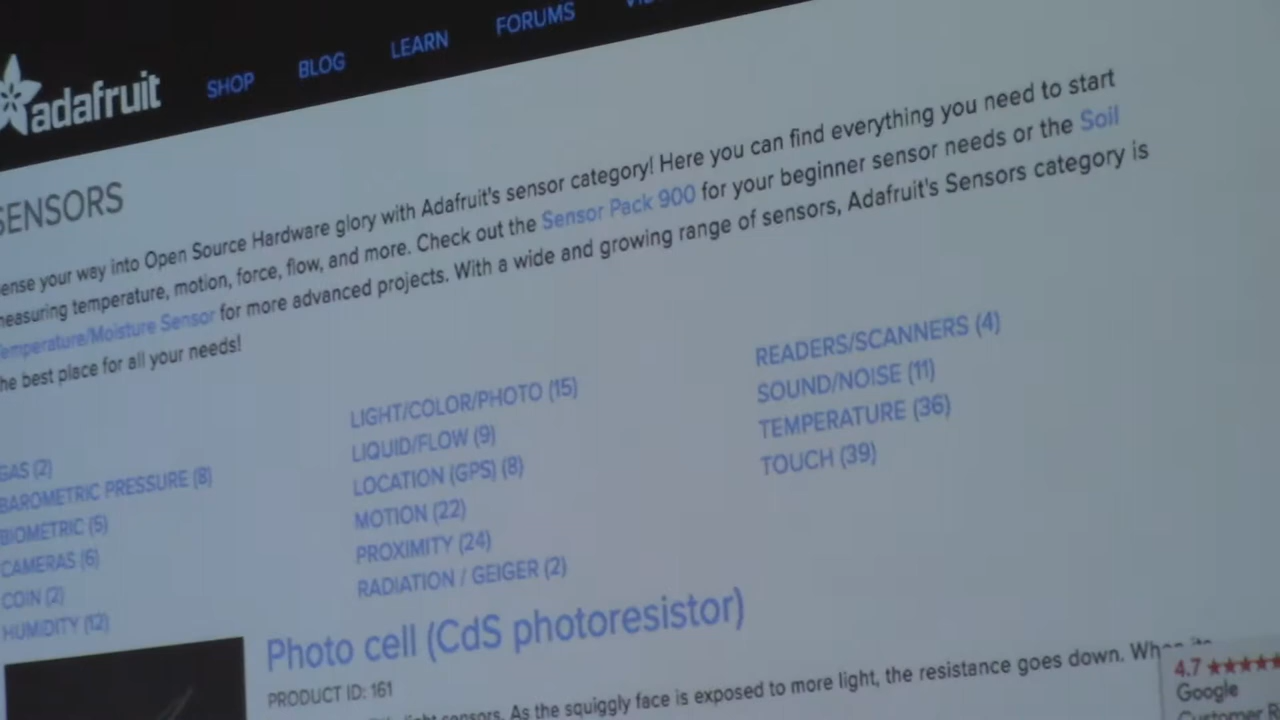 adafruit
SHOP BLOG LEARN FORUMS
SENSORS
ense your way into Open Source Hardware glory with Adafruit's sensor category! Here you can find everything you need to start
measuring temperature, motion, force, flow, and more. Check out the Sensor Pack 900 for your beginner sensor needs or the Soil
Temperature/Moisture Sensor for more advanced projects. With a wide and growing range of sensors, Adafruit's Sensors category is
he best place for all your needs!
GAS (2)
BAROMETRIC PRESSURE (8)
BIOMETRIC (5)
CAMERAS (6)
COIN (2)
HUMIDITY (12)
LIGHT/COLOR/PHOTO (15)
LIQUID/FLOW (9)
LOCATION (GPS) (8)
MOTION (22)
PROXIMITY (24)
RADIATION / GEIGER (2)
READERS/SCANNERS (4)
SOUND/NOISE (11)
TEMPERATURE (36)
TOUCH (39)
Photo cell (CdS photoresistor)
PRODUCT ID: 161
light sensors. As the squiggly face is exposed to more light, the resistance goes down. When its
4.7 ★★★★★
Google
Customer R